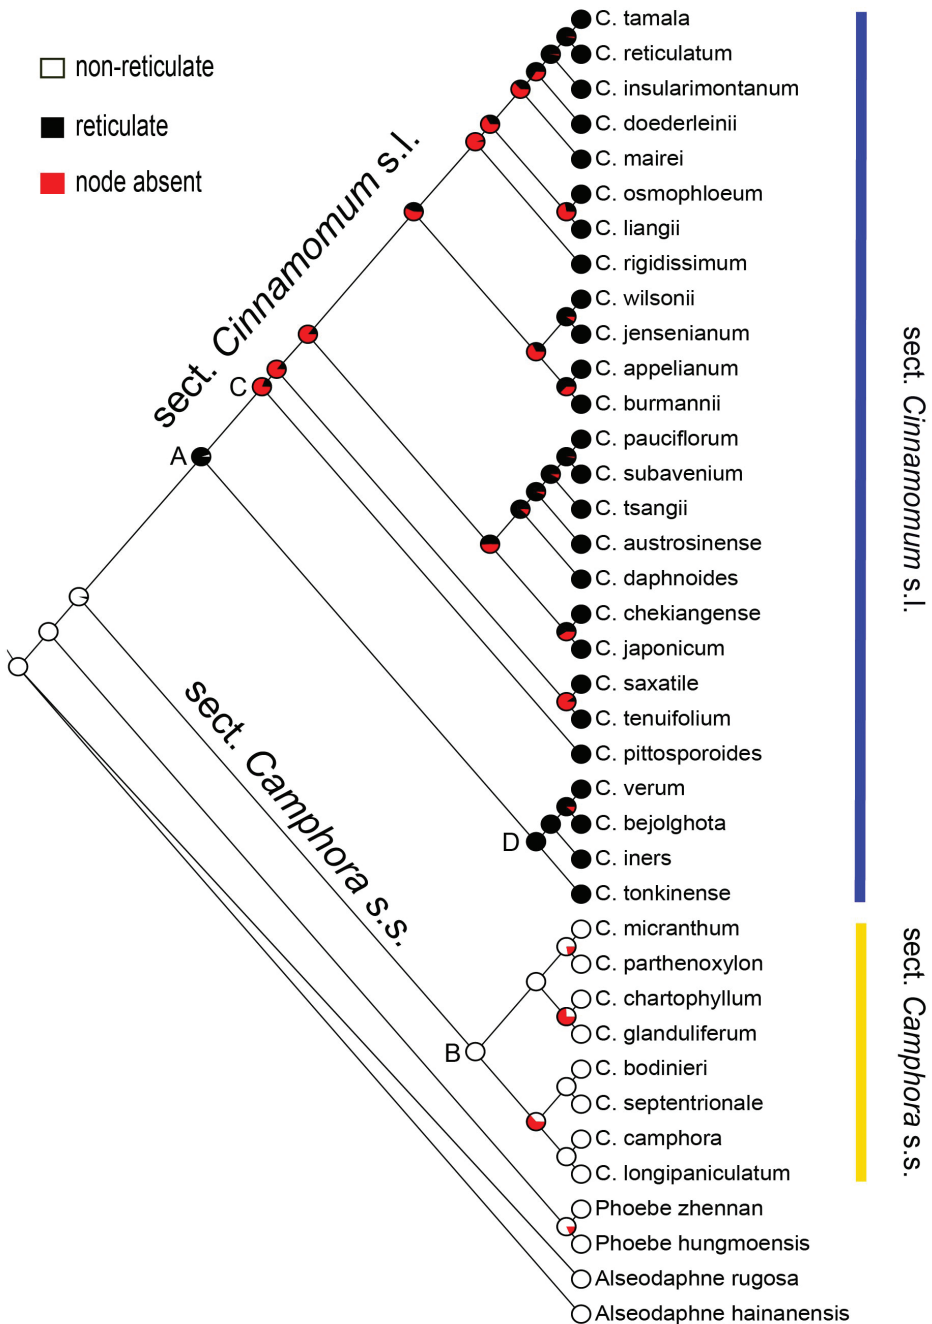 non-reticulate
reticulate
node absent
sect. Cinnamomum s.l.
sect. Camphora s.s.
A
B
C
D
C. tamala
C. reticulatum
C. insularimontanum
C. doederleinii
C. mairei
C. osmophloeum
C. liangii
C. rigidissimum
C. wilsonii
C. jensenianum
C. appelianum
C. burmannii
C. pauciflorum
C. subavenium
C. tsangii
C. austrosinense
C. daphnoides
C. chekiangense
C. japonicum
C. saxatile
C. tenuifolium
C. pittosporoides
C. verum
C. bejolghota
C. iners
C. tonkinense
C. micranthum
C. parthenoxylon
C. chartophyllum
C. glanduliferum
C. bodinieri
C. septentrionale
C. camphora
C. longipaniculatum
Phoebe zhennan
Phoebe hungmoensis
Alseodaphne rugosa
Alseodaphne hainanensis
sect. Cinnamomum s.l.
sect. Camphora s.s.